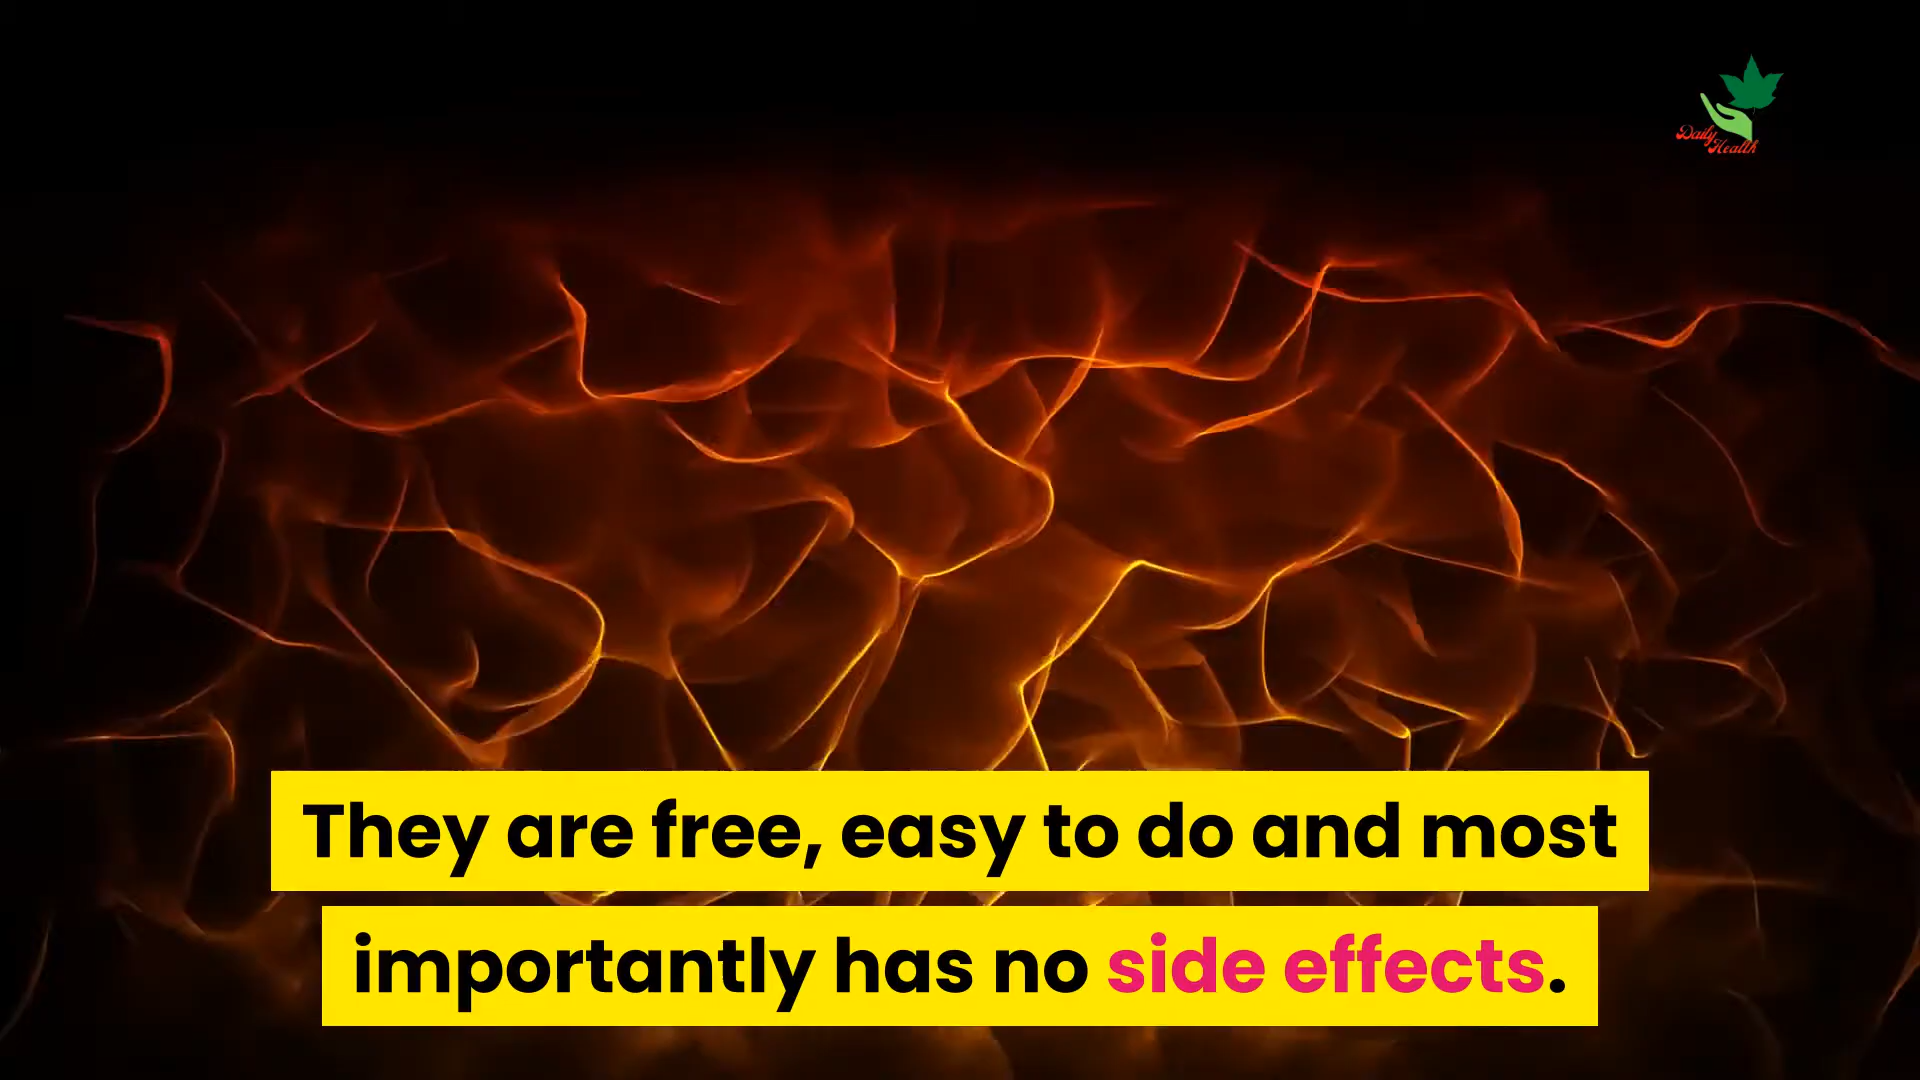 Daily
Health
They are free, easy to do and most
importantly has no side effects.